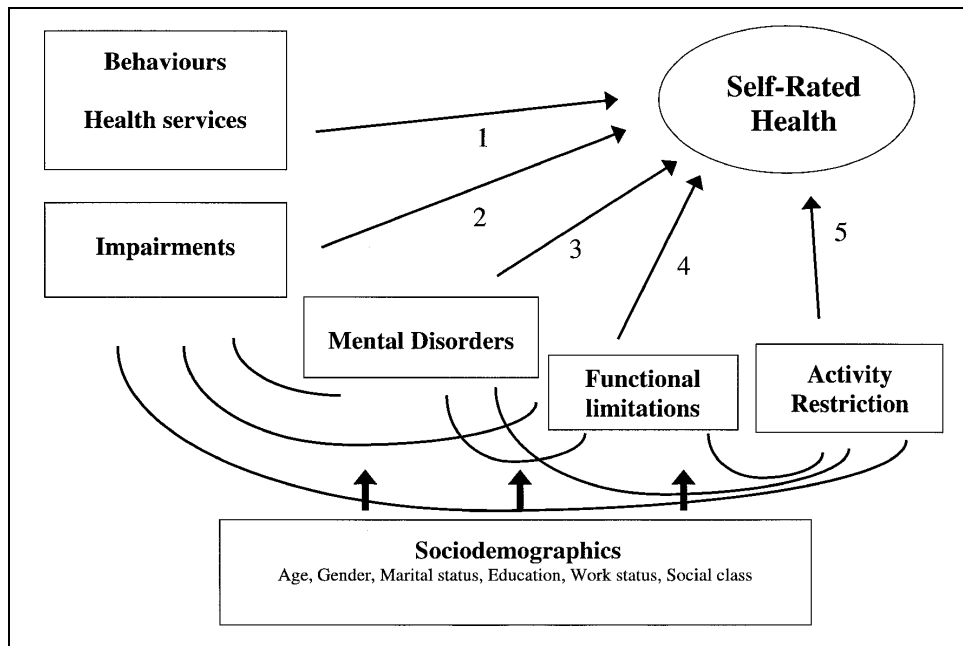 Behaviours
Health services
Self-Rated
Health
1
2
Impairments
3
4
5
Mental Disorders
Functional
limitations
Activity
Restriction
Sociodemographics
Age, Gender, Marital status, Education, Work status, Social class